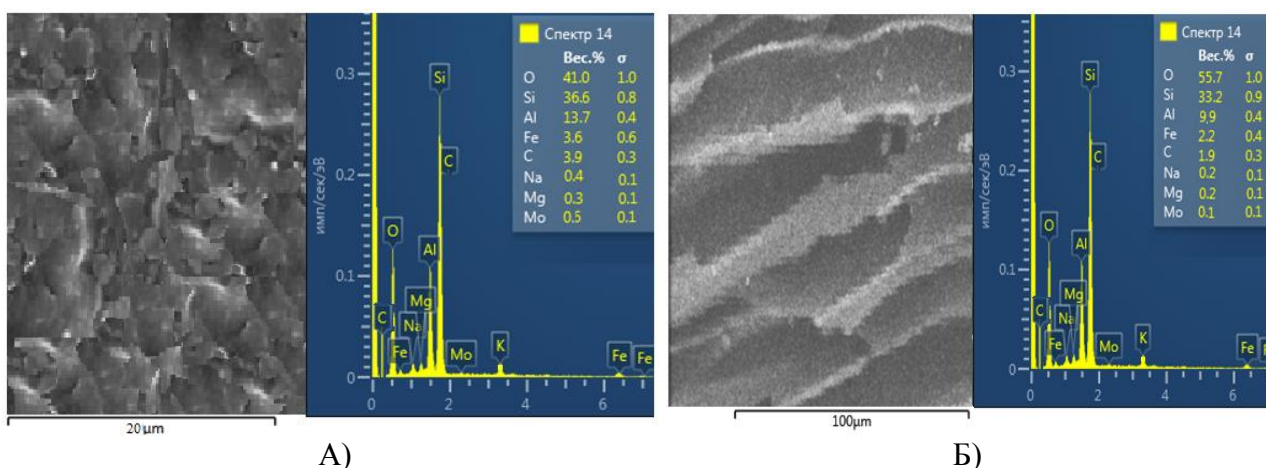 Спектр 14
Вес.% σ
O 41.0 1.0
Si 36.6 0.8
Al 13.7 0.4
Fe 3.6 0.6
C 3.9 0.3
Na 0.4 0.1
Mg 0.3 0.1
Mo 0.5 0.1
имп/сек/эВ
0.3
0.2
0.1
0
Si
C
O
Al
Mg
Na
C
Fe
Mo
K
Fe
Fe
0 2 4 6
20μm
А)
Спектр 14
Вес.% σ
O 55.7 1.0
Si 33.2 0.9
Al 9.9 0.4
Fe 2.2 0.4
C 1.9 0.3
Na 0.2 0.1
Mg 0.2 0.1
Mo 0.1 0.1
имп/сек/эВ
0.3
0.2
0.1
0
Si
C
O
Al
Mg
Na
C
Fe
Mo
K
Fe
0 2 4 6
100μm
Б)